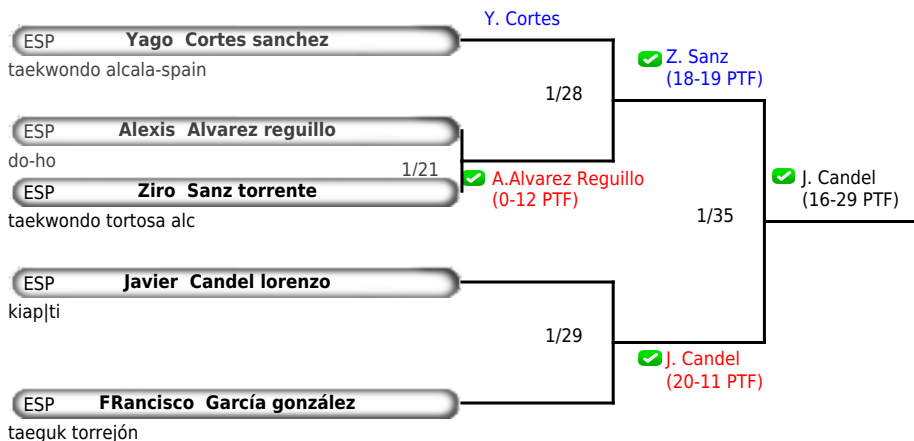 Y. Cortes
ESP Yago Cortes sanchez
taekwondo alcala-spain
Z. Sanz
(18-19 PTF)
1/28
ESP Alexis Alvarez reguillo
do-ho
1/21
A.Alvarez Reguillo
(0-12 PTF)
J. Candel
(16-29 PTF)
ESP Ziro Sanz torrente
taekwondo tortosa alc
1/35
ESP Javier Candel lorenzo
kiap|ti
1/29
J. Candel
(20-11 PTF)
ESP FRancisco García gonzález
taeguk torrejón